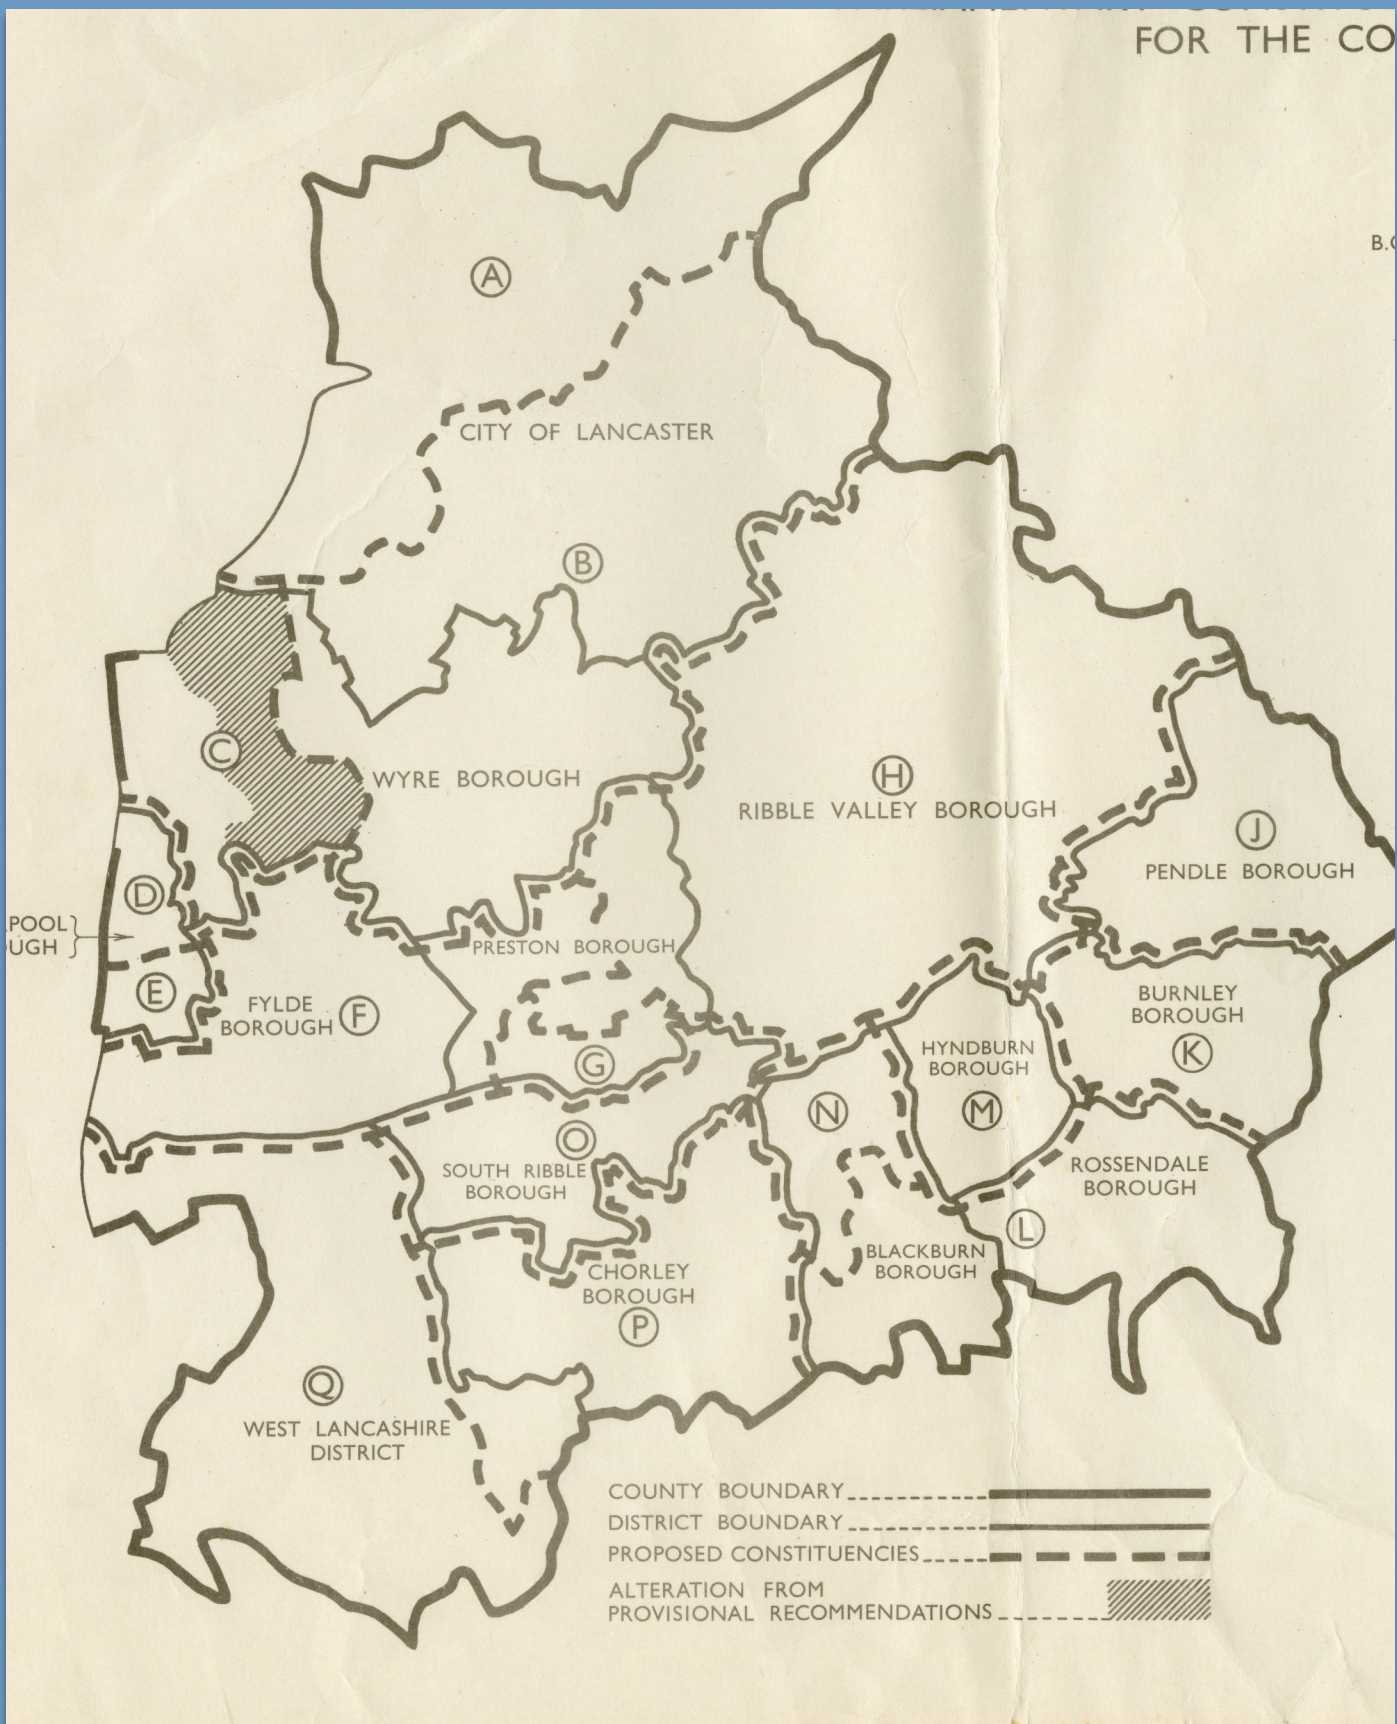 FOR THE CO
B.C
A
CITY OF LANCASTER
B
C
WYRE BOROUGH
H
RIBBLE VALLEY BOROUGH
J
PENDLE BOROUGH
D
POOL
UGH
PRESTON BOROUGH
E
FYLDE
BOROUGH
F
BURNLEY
BOROUGH
K
HYNDBURN
BOROUGH
M
G
N
O
SOUTH RIBBLE
BOROUGH
ROSSENDALE
BOROUGH
L
BLACKBURN
BOROUGH
CHORLEY
BOROUGH
P
Q
WEST LANCASHIRE
DISTRICT
COUNTY BOUNDARY
DISTRICT BOUNDARY
PROPOSED CONSTITUENCIES
ALTERATION FROM
PROVISIONAL RECOMMENDATIONS